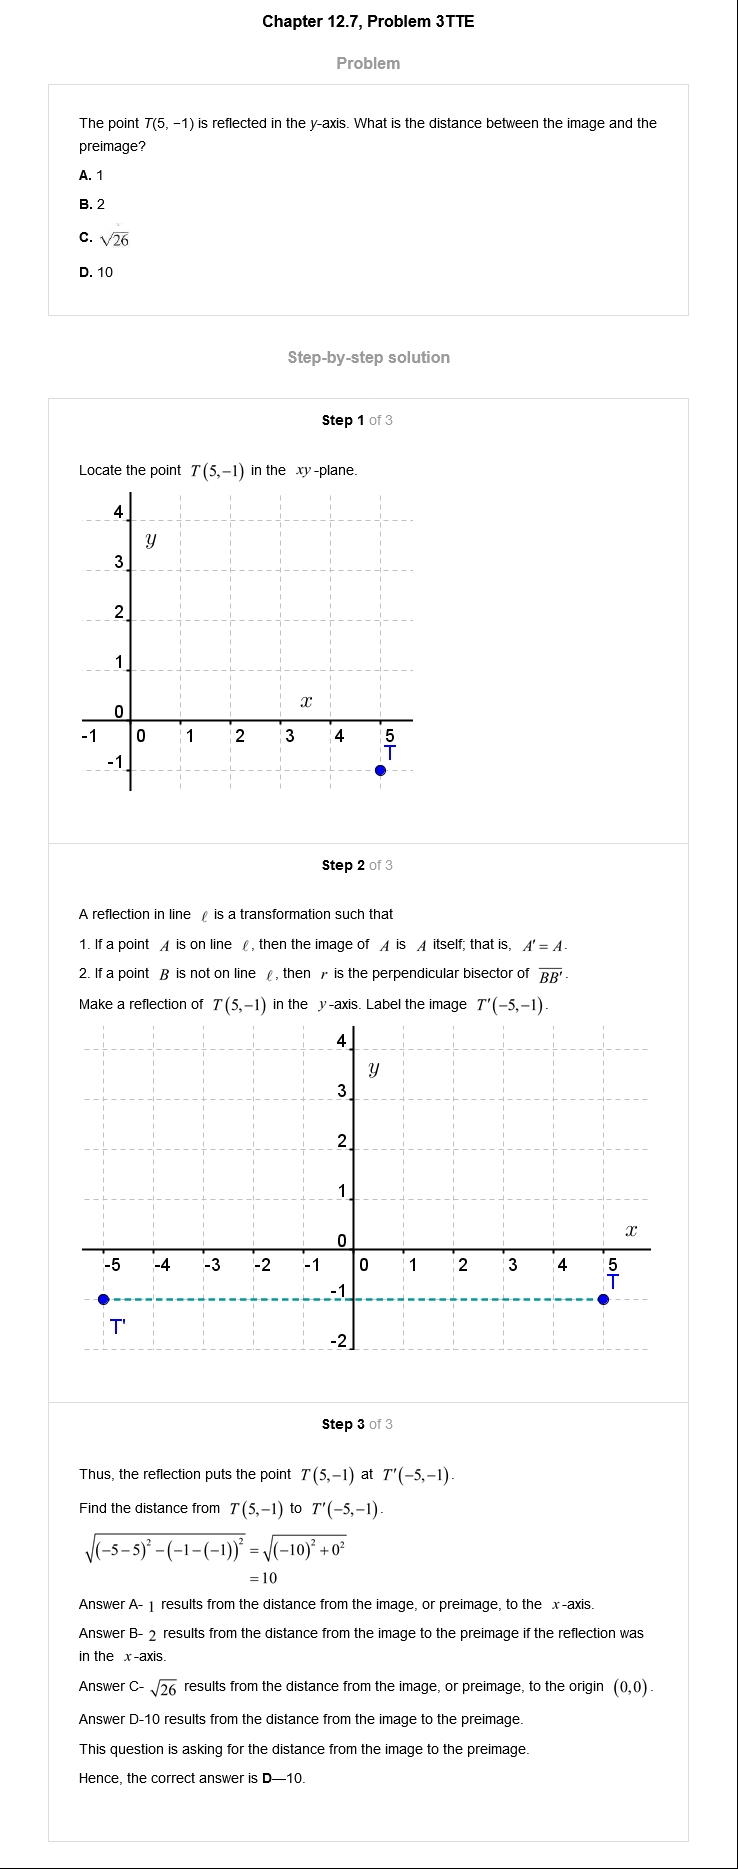 Chapter 12.7, Problem 3TTE
Problem
The point T(5, −1) is reflected in the y-axis. What is the distance between the image and the
preimage?
A. 1
B. 2
C. √26
D. 10
Step-by-step solution
Step 1 of 3
Locate the point T(5,−1) in the xy-plane.
4
y
3
2
1
x
0
-1 0 1 2 3 4 5
T
-1
Step 2 of 3
A reflection in line ℓ is a transformation such that
1. If a point A is on line ℓ, then the image of A is A itself; that is, A′ = A.
2. If a point B is not on line ℓ, then r is the perpendicular bisector of \overline{BB'}.
Make a reflection of T(5,−1) in the y-axis. Label the image T′(−5,−1).
4
y
3
2
1
x
0
-5 -4 -3 -2 -1 0 1 2 3 4 5
T
-1
T'
-2
Step 3 of 3
Thus, the reflection puts the point T(5,−1) at T′(−5,−1).
Find the distance from T(5,−1) to T′(−5,−1).
√((−5−5)² −(−1−(−1))²) = √((−10)² + 0²)
= 10
Answer A- 1 results from the distance from the image, or preimage, to the x-axis.
Answer B- 2 results from the distance from the image to the preimage if the reflection was
in the x-axis.
Answer C- √26 results from the distance from the image, or preimage, to the origin (0,0).
Answer D-10 results from the distance from the image to the preimage.
This question is asking for the distance from the image to the preimage.
Hence, the correct answer is D—10.